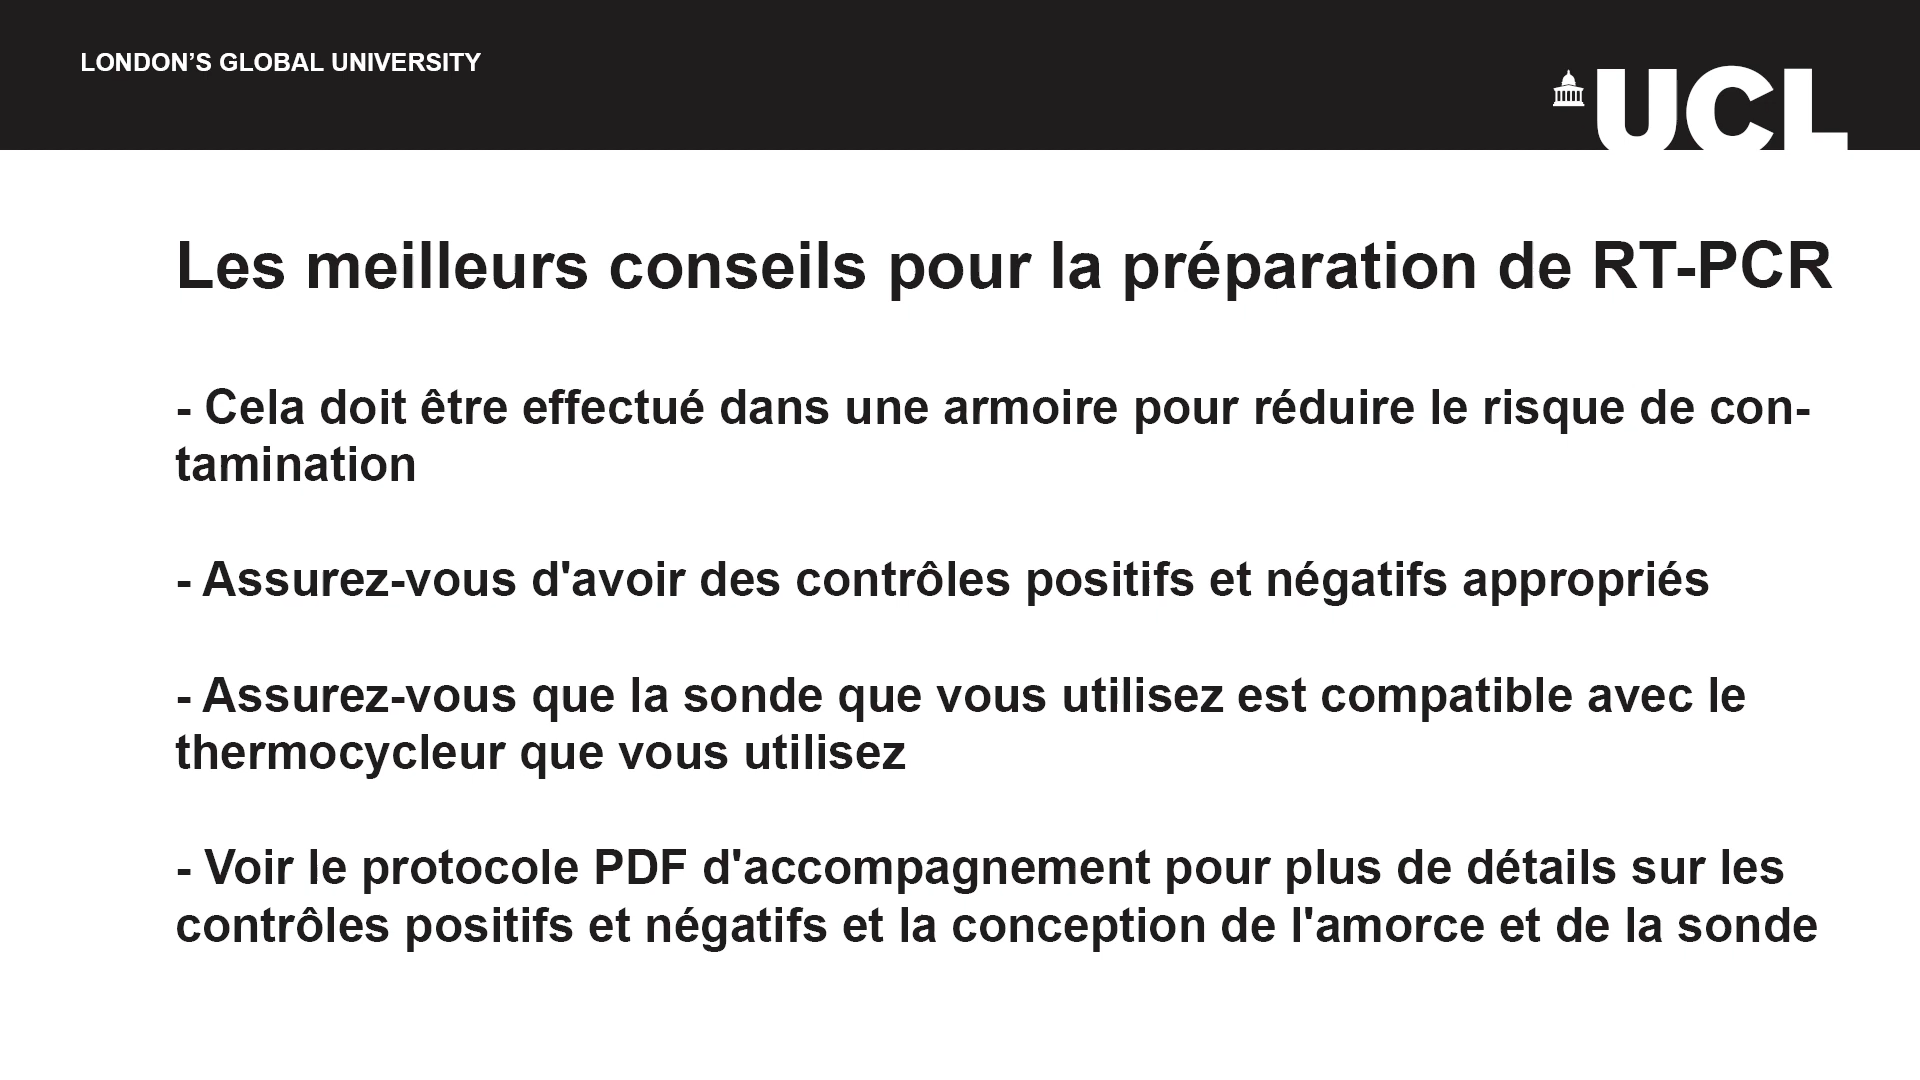 LONDON’S GLOBAL UNIVERSITY
UCL
Les meilleurs conseils pour la préparation de RT-PCR
- Cela doit être effectué dans une armoire pour réduire le risque de con-
tamination
- Assurez-vous d'avoir des contrôles positifs et négatifs appropriés
- Assurez-vous que la sonde que vous utilisez est compatible avec le
thermocycleur que vous utilisez
- Voir le protocole PDF d'accompagnement pour plus de détails sur les
contrôles positifs et négatifs et la conception de l'amorce et de la sonde